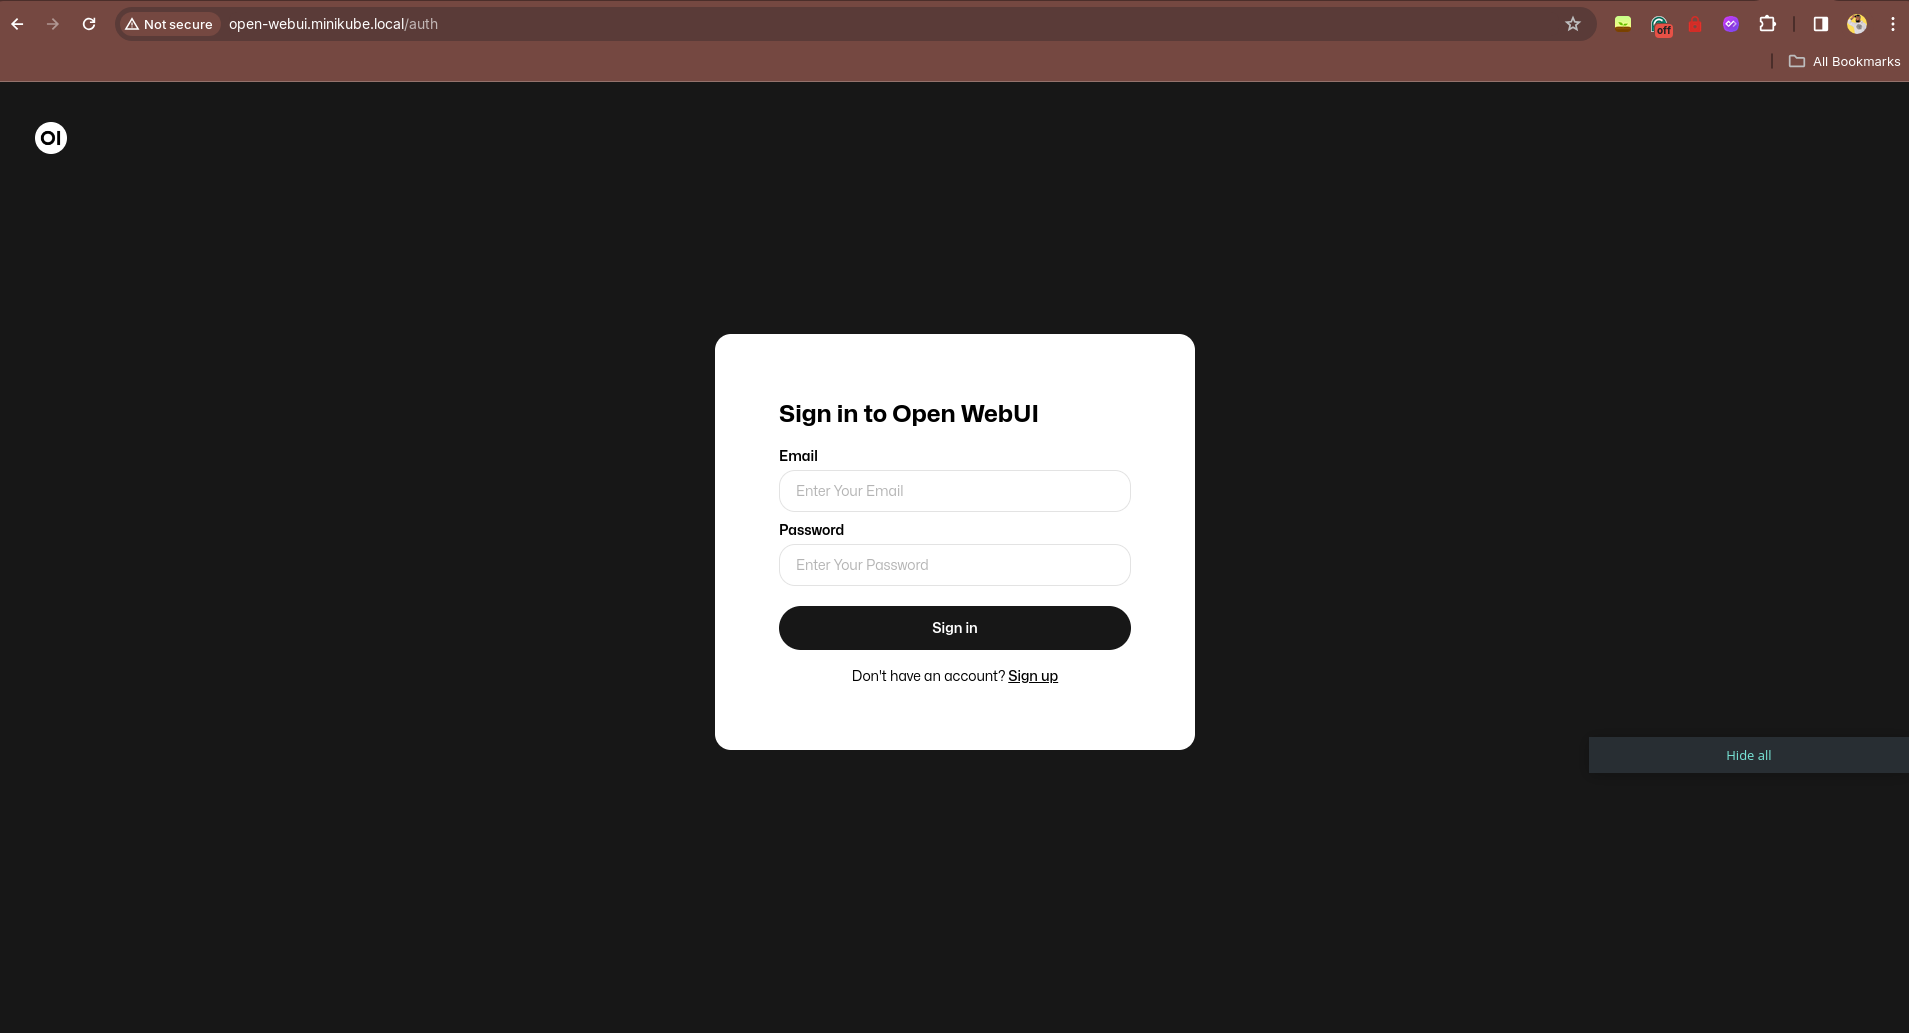 Not secure
open-webui.minikube.local/auth
off
All Bookmarks
OI
Sign in to Open WebUI
Email
Enter Your Email
Password
Enter Your Password
Sign in
Don't have an account? Sign up
Hide all